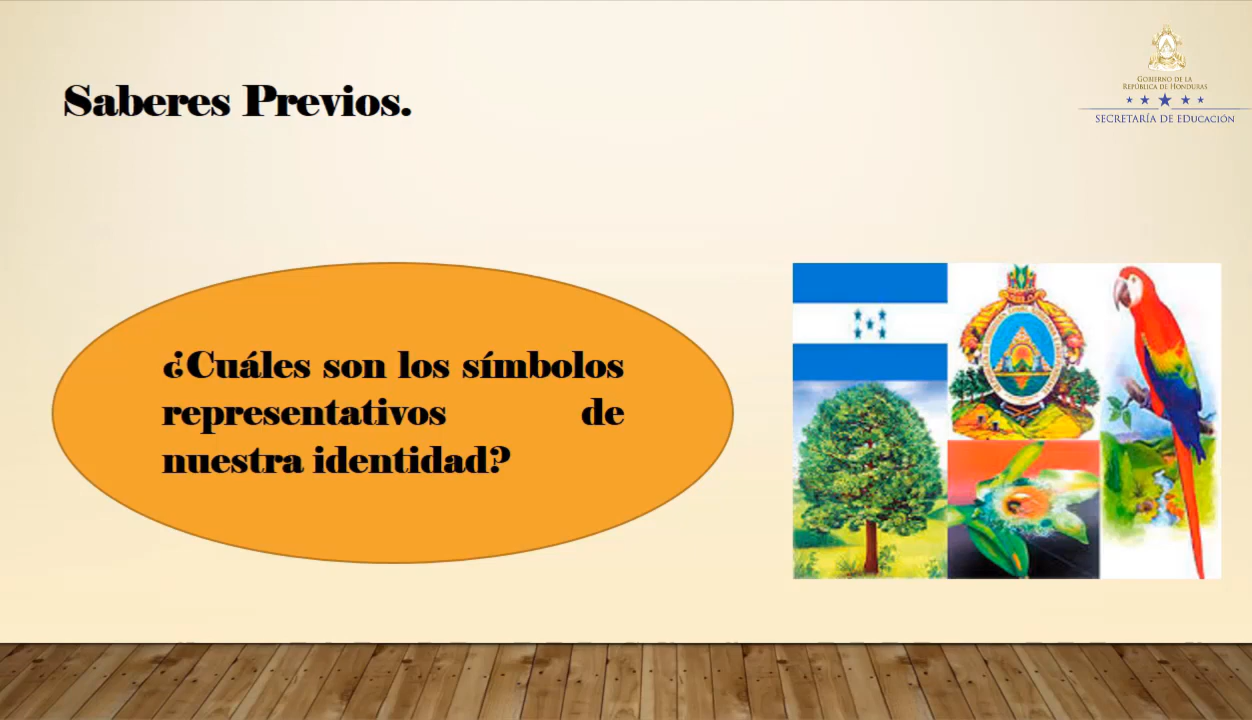 Saberes Previos.
GOBIERNO DE LA
REPÚBLICA DE HONDURAS
SECRETARÍA DE EDUCACIÓN
¿Cuáles son los símbolos
representativos de
nuestra identidad?